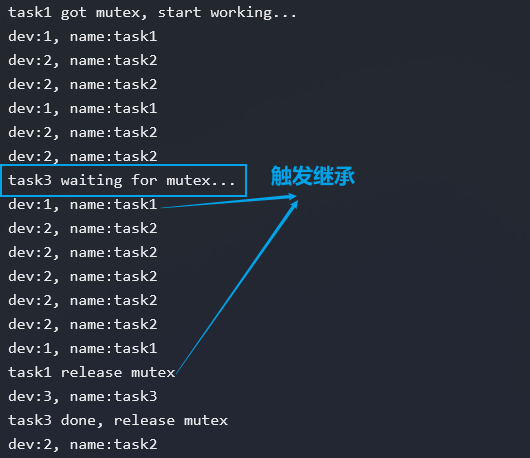 task1 got mutex, start working...
dev:1, name:task1
dev:2, name:task2
dev:2, name:task2
dev:1, name:task1
dev:2, name:task2
dev:2, name:task2
task3 waiting for mutex...
触发继承
dev:1, name:task1
dev:2, name:task2
dev:2, name:task2
dev:2, name:task2
dev:2, name:task2
dev:2, name:task2
dev:1, name:task1
task1 release mutex
dev:3, name:task3
task3 done, release mutex
dev:2, name:task2